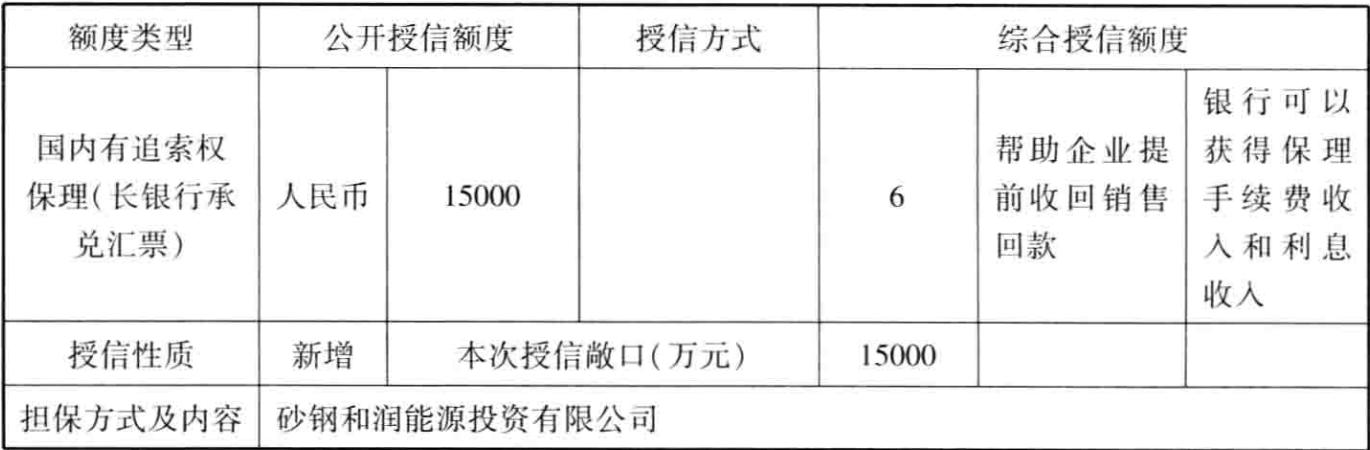 额度类型 公开授信额度 授信方式 综合授信额度
国内有追索权
保理(长银行承
兑汇票)
人民币
15000
6
帮助企业提
前收回销售
回款
银行可以
获得保理
手续费收
入和利息
收入
授信性质 新增 本次授信敞口(万元) 15000
担保方式及内容 砂钢和润能源投资有限公司